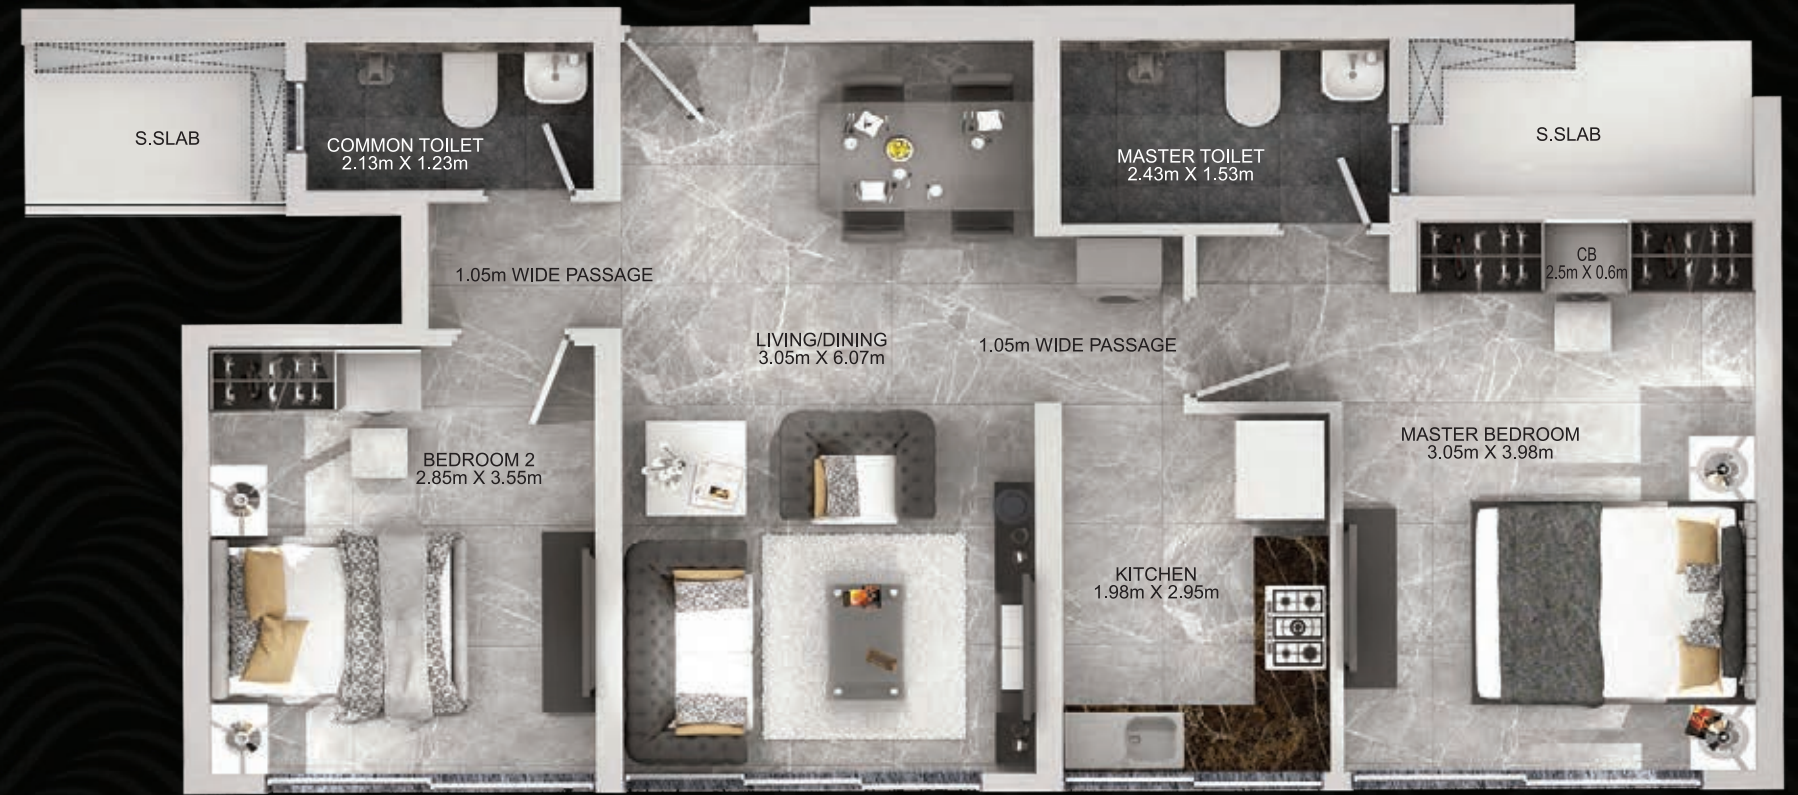 S.SLAB
COMMON TOILET
2.13m X 1.23m
MASTER TOILET
2.43m X 1.53m
S.SLAB
1.05m WIDE PASSAGE
CB
2.5m X 0.6m
LIVING/DINING
3.05m X 6.07m
1.05m WIDE PASSAGE
BEDROOM 2
2.85m X 3.55m
MASTER BEDROOM
3.05m X 3.98m
KITCHEN
1.98m X 2.95m